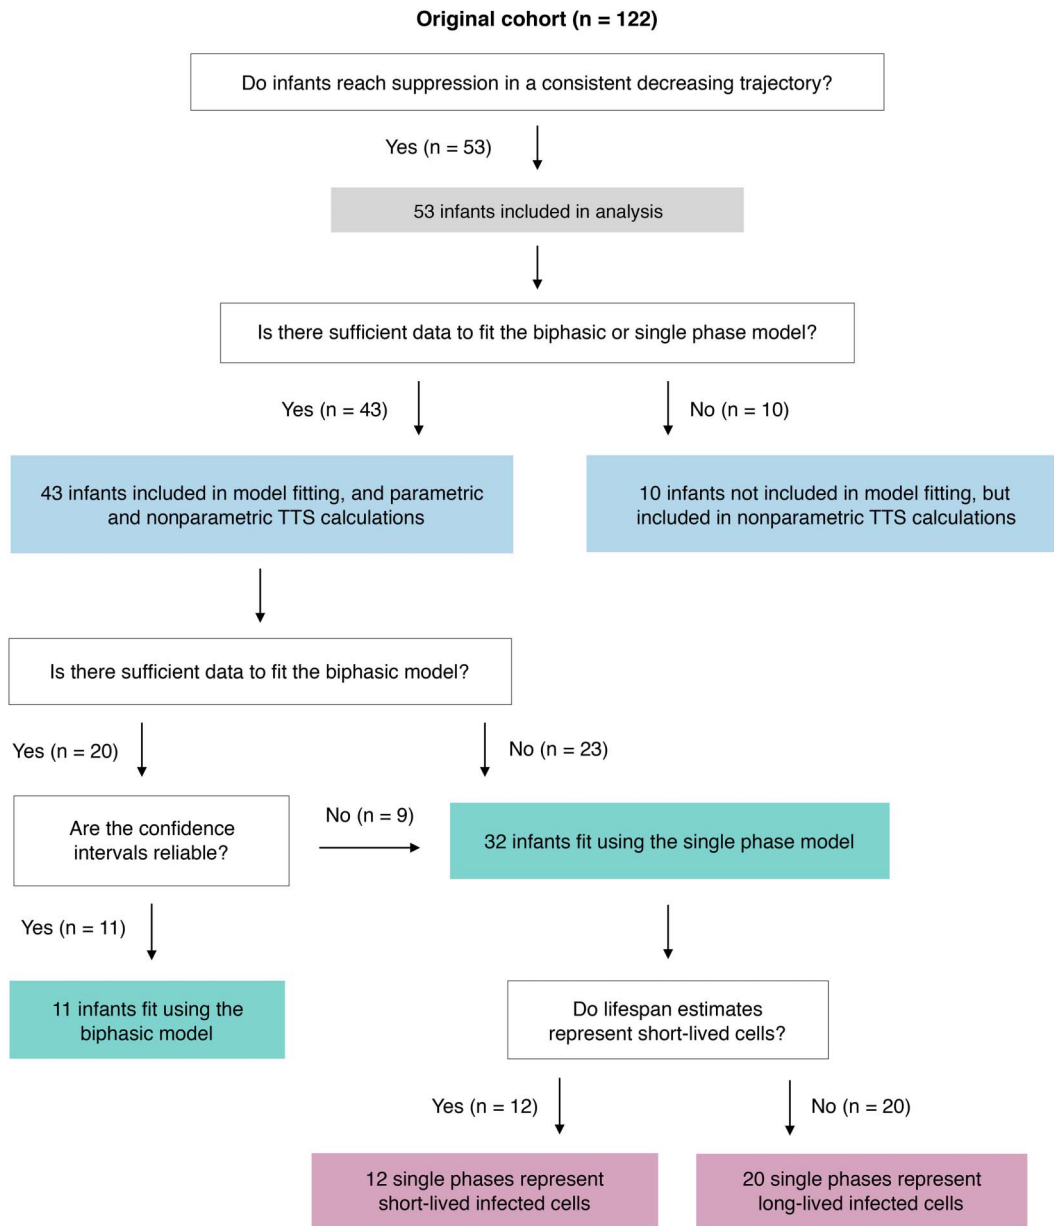 Original cohort (n = 122)
Do infants reach suppression in a consistent decreasing trajectory?
Yes (n = 53)
53 infants included in analysis
Is there sufficient data to fit the biphasic or single phase model?
Yes (n = 43)
No (n = 10)
43 infants included in model fitting, and parametric
and nonparametric TTS calculations
10 infants not included in model fitting, but
included in nonparametric TTS calculations
Is there sufficient data to fit the biphasic model?
Yes (n = 20)
No (n = 23)
Are the confidence
intervals reliable?
No (n = 9)
32 infants fit using the single phase model
Yes (n = 11)
11 infants fit using the
biphasic model
Do lifespan estimates
represent short-lived cells?
Yes (n = 12)
No (n = 20)
12 single phases represent
short-lived infected cells
20 single phases represent
long-lived infected cells